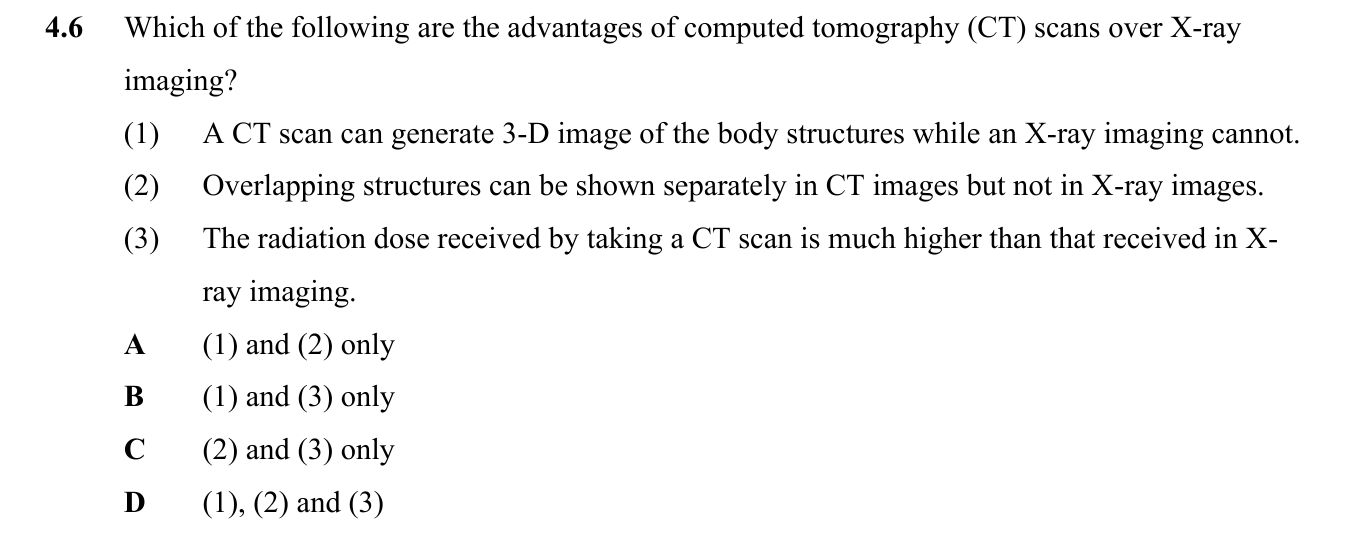 4.6 Which of the following are the advantages of computed tomography (CT) scans over X-ray
imaging?
(1) A CT scan can generate 3-D image of the body structures while an X-ray imaging cannot.
(2) Overlapping structures can be shown separately in CT images but not in X-ray images.
(3) The radiation dose received by taking a CT scan is much higher than that received in X-
ray imaging.
A (1) and (2) only
B (1) and (3) only
C (2) and (3) only
D (1), (2) and (3)